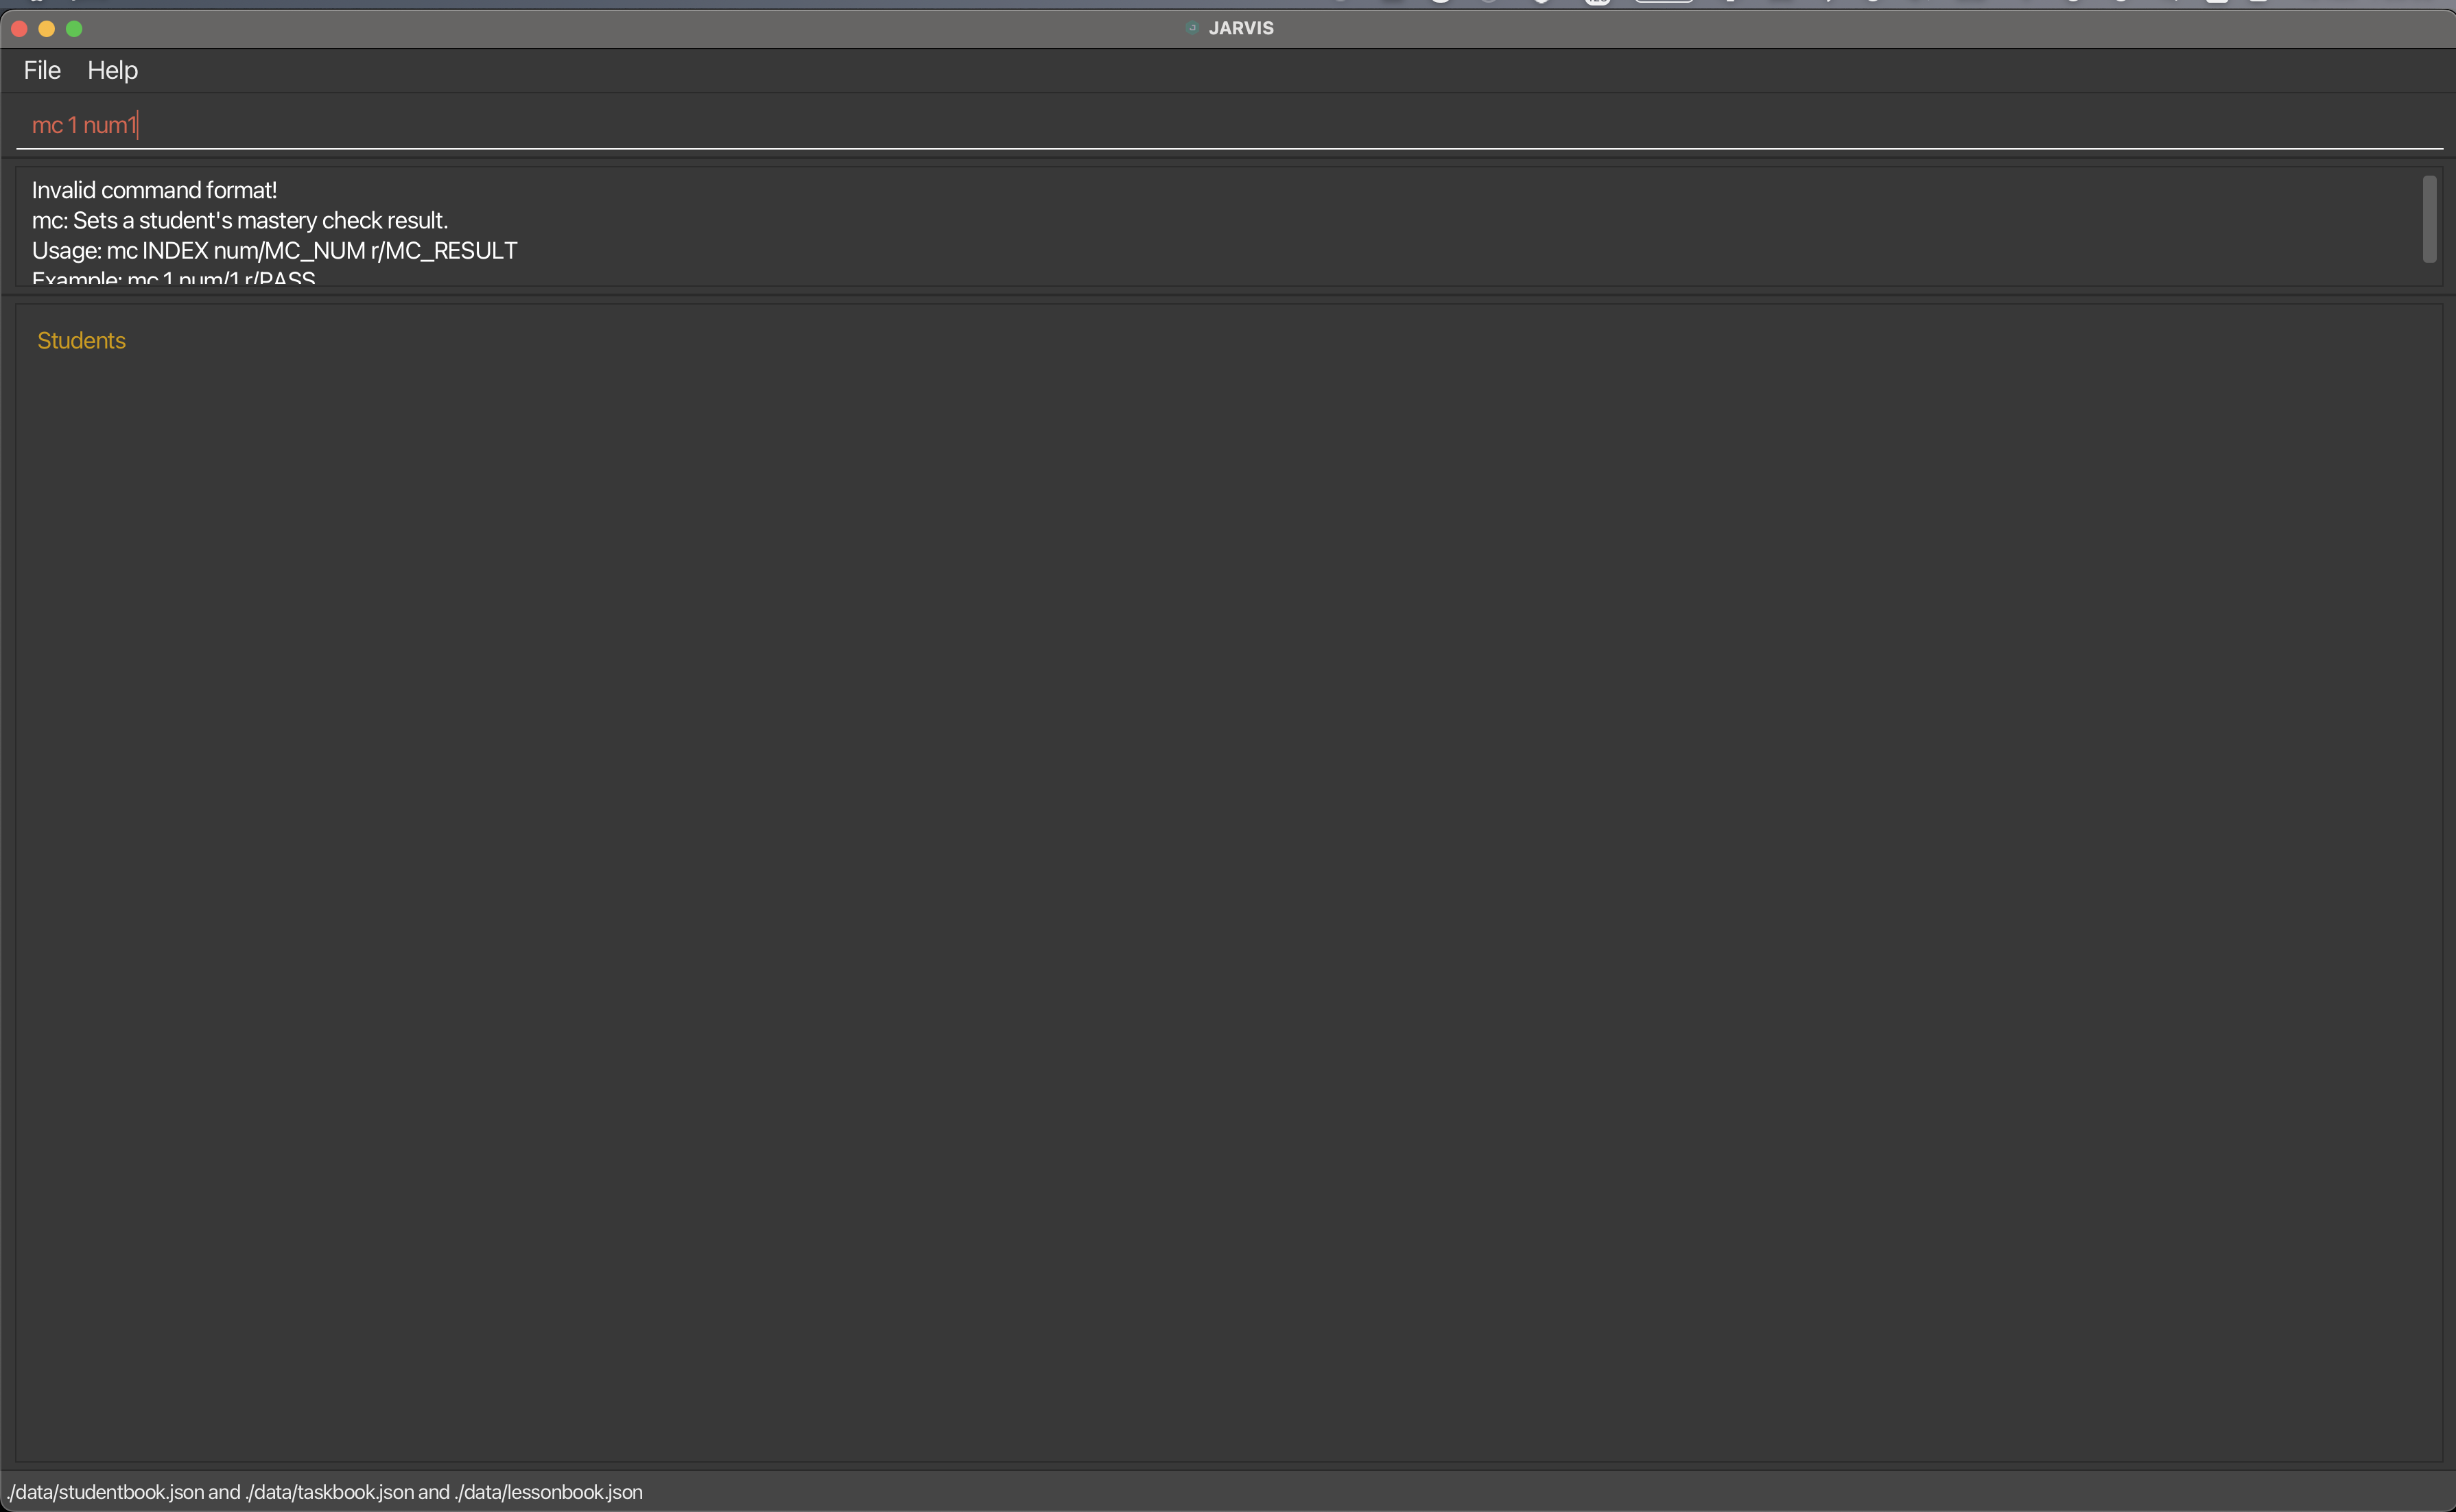 JARVIS
File Help
mc 1 num1
Invalid command format!
mc: Sets a student's mastery check result.
Usage: mc INDEX num/MC_NUM r/MC_RESULT
Example: mc 1 num/1 r/PASS
Students
./data/studentbook.json and ./data/taskbook.json and ./data/lessonbook.json